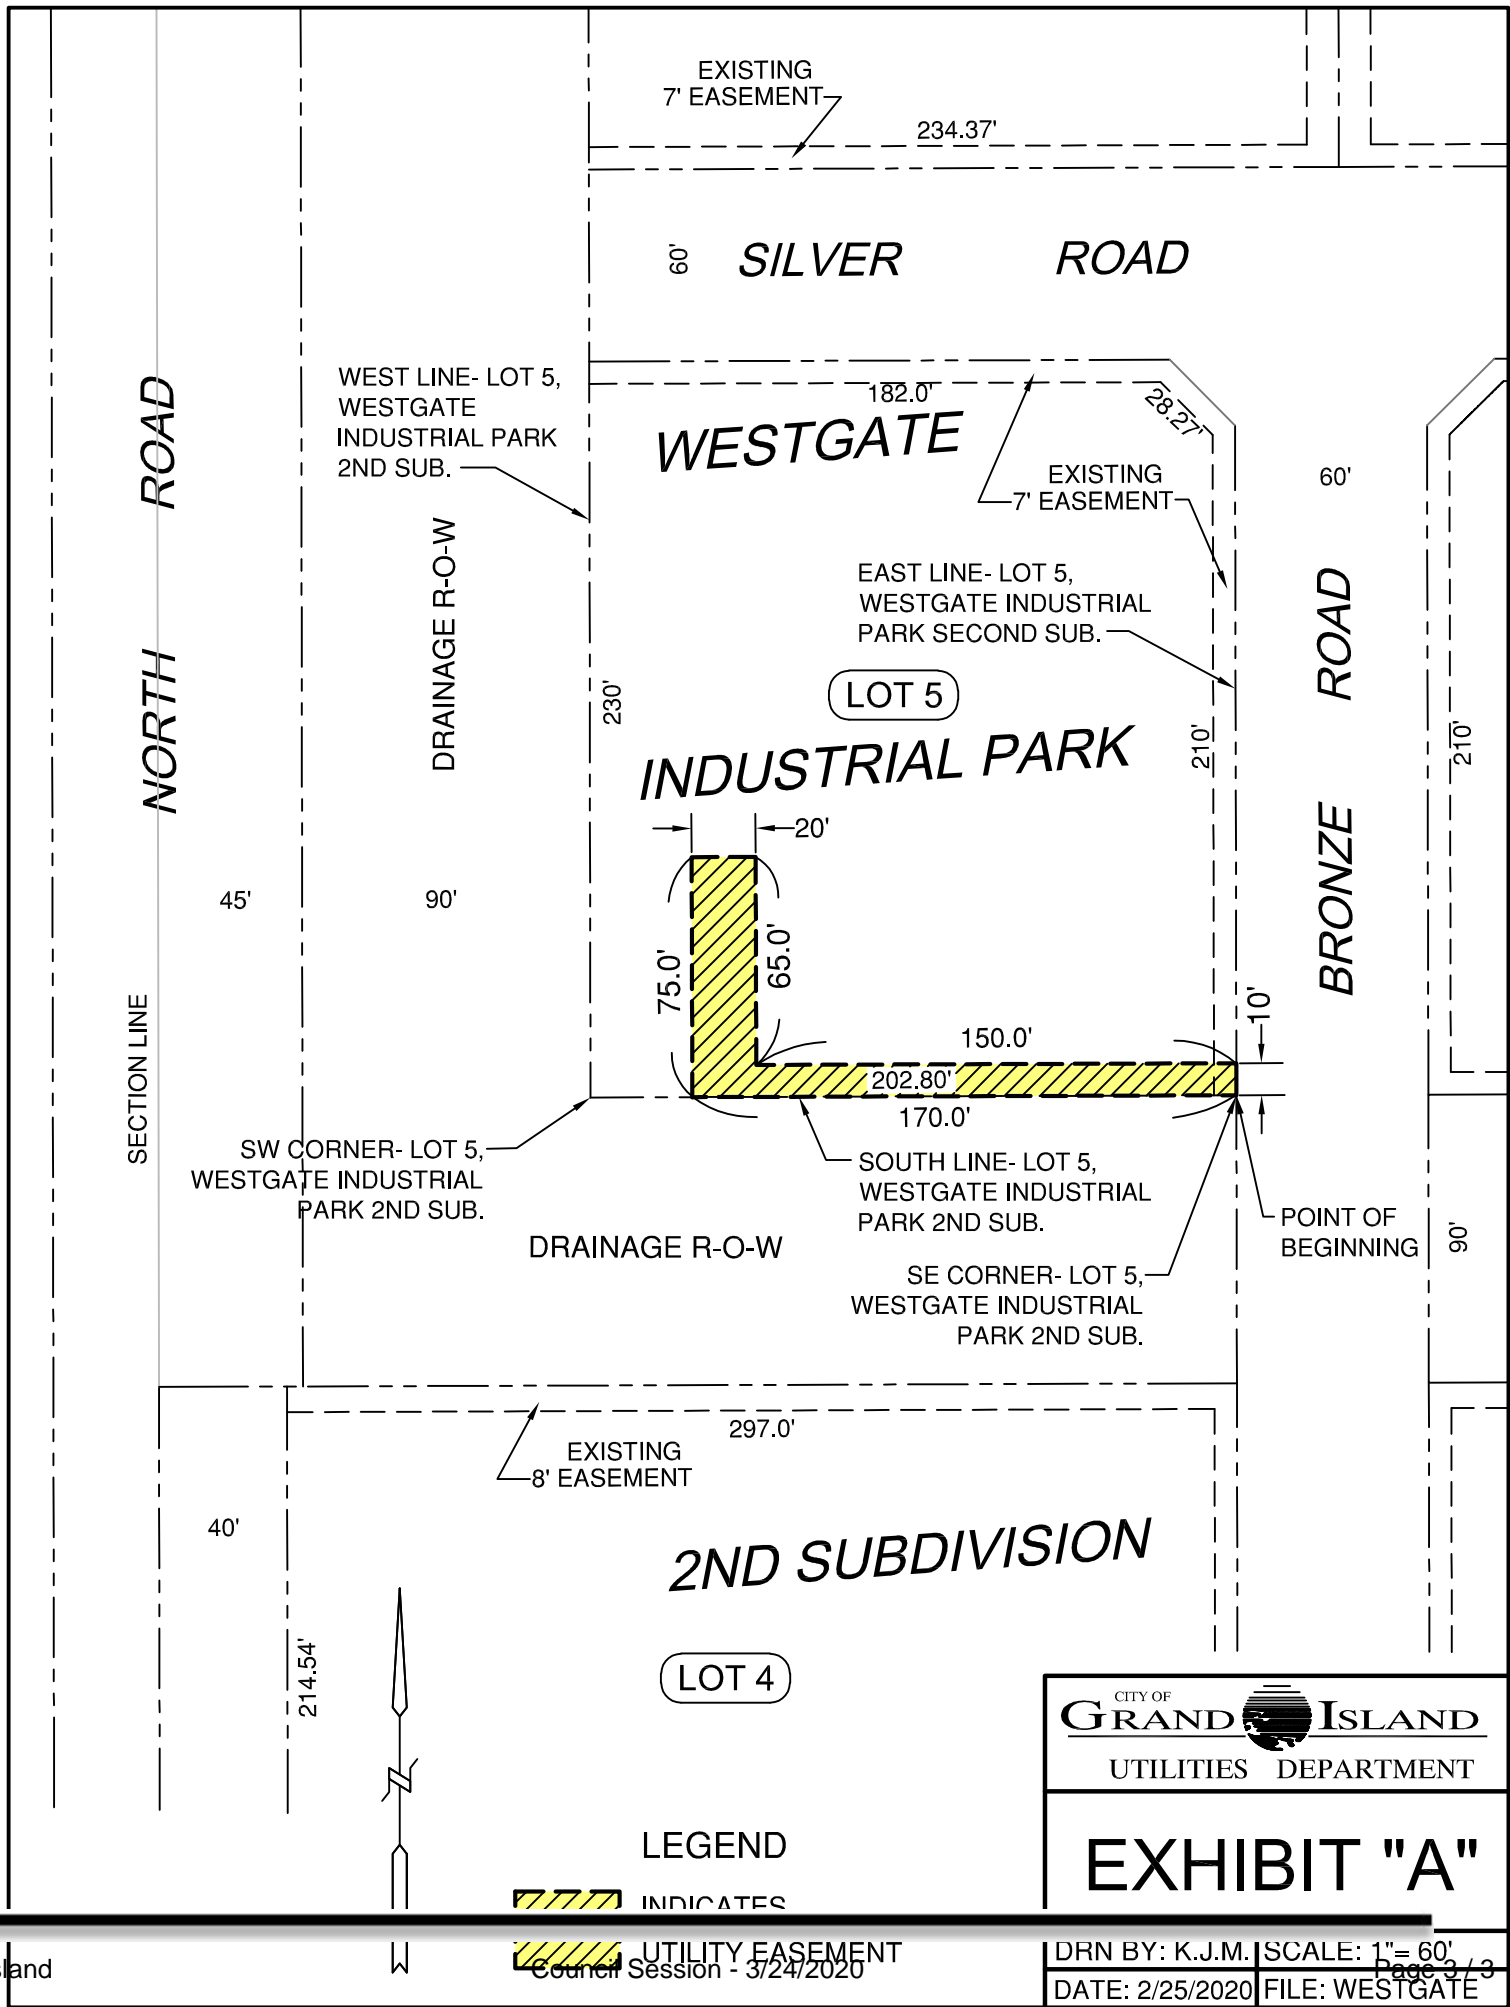 EXISTING
7' EASEMENT
234.37'
60'
SILVER ROAD
WEST LINE- LOT 5,
WESTGATE
INDUSTRIAL PARK
2ND SUB.
182.0'
28.27'
WESTGATE
EXISTING
7' EASEMENT
60'
NORTH ROAD
DRAINAGE R-O-W
EAST LINE- LOT 5,
WESTGATE INDUSTRIAL
PARK SECOND SUB.
BRONZE ROAD
LOT 5
230'
210'
210'
INDUSTRIAL PARK
20'
45'
90'
75.0'
65.0'
10'
SECTION LINE
150.0'
202.80'
170.0'
SW CORNER- LOT 5,
WESTGATE INDUSTRIAL
PARK 2ND SUB.
SOUTH LINE- LOT 5,
WESTGATE INDUSTRIAL
PARK 2ND SUB.
POINT OF
BEGINNING
90'
DRAINAGE R-O-W
SE CORNER- LOT 5,
WESTGATE INDUSTRIAL
PARK 2ND SUB.
297.0'
EXISTING
8' EASEMENT
40'
2ND SUBDIVISION
214.54'
LOT 4
N
CITY OF
GRAND ISLAND
UTILITIES DEPARTMENT
EXHIBIT "A"
LEGEND
INDICATES
UTILITY EASEMENT
DRN BY: K.J.M.
SCALE: 1"= 60'
DATE: 2/25/2020
FILE: WESTGATE
Council Session - 3/24/2020
Page 3 / 3